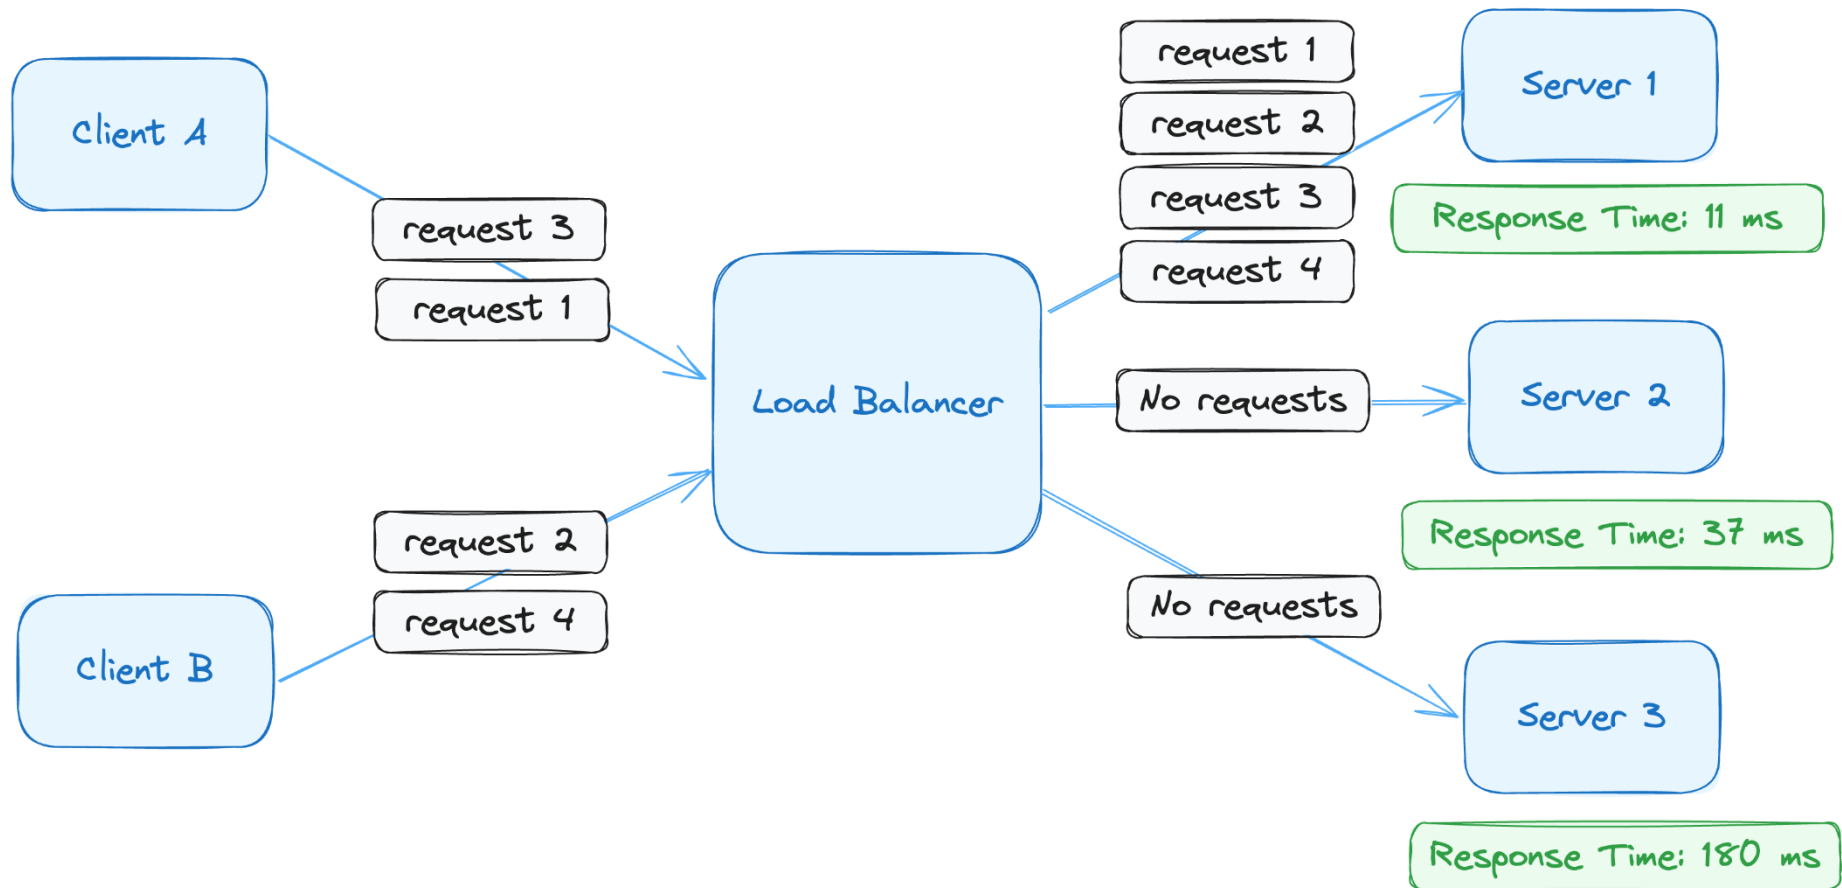 Client A
request 3
request 1
Client B
request 2
request 4
Load Balancer
request 1
request 2
request 3
request 4
No requests
No requests
Server 1
Response Time: 11 ms
Server 2
Response Time: 37 ms
Server 3
Response Time: 180 ms